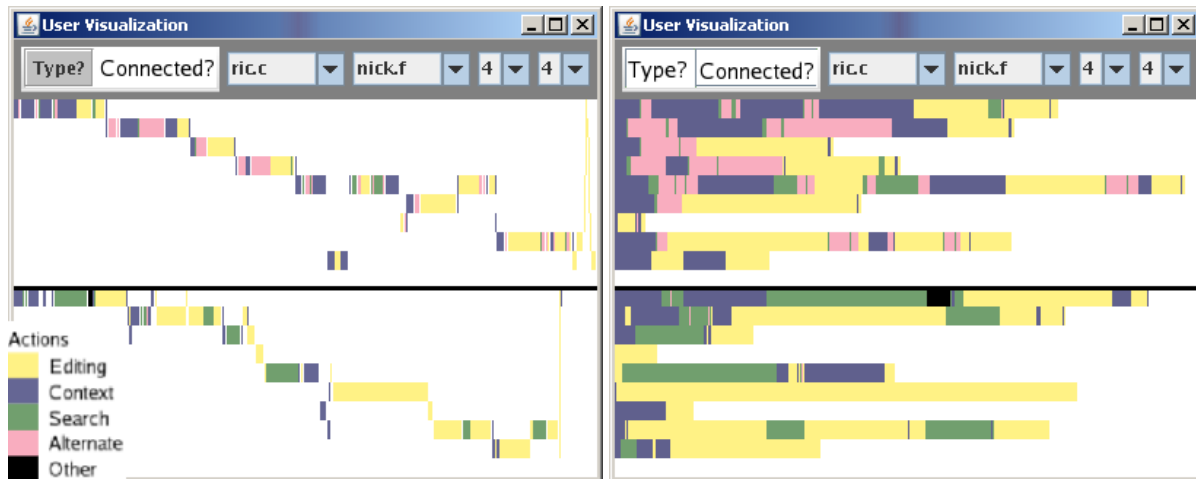 User Visualization
Type? Connected? ric.c nick.f 4 4
Actions
Editing
Context
Search
Alternate
Other
User Visualization
Type? Connected? ric.c nick.f 4 4